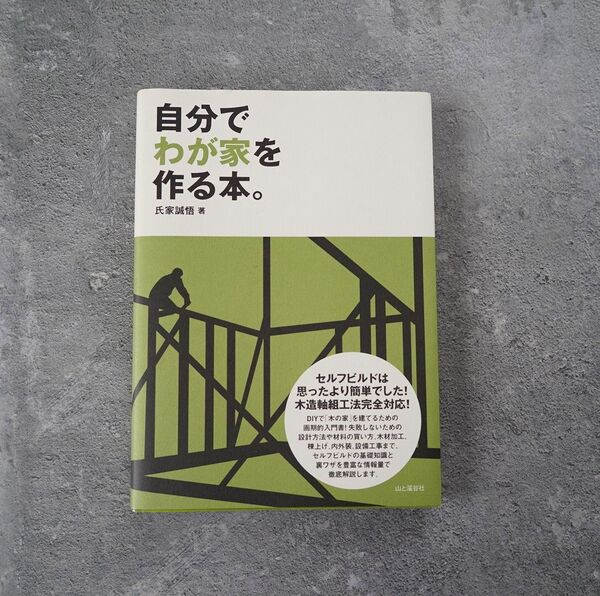 自分で
わが家を
作る本。
氏家誠悟 著
セルフビルドは
思ったより簡単でした!
木造軸組工法完全対応!
DIYで「木の家」を建てるための
画期的入門書!失敗しないための
設計方法や材料の買い方、木材加工、
棟上げ、内外装、設備工事まで、
セルフビルドの基礎知識と
裏ワザを豊富な情報量で
徹底解説します。
山と溪谷社